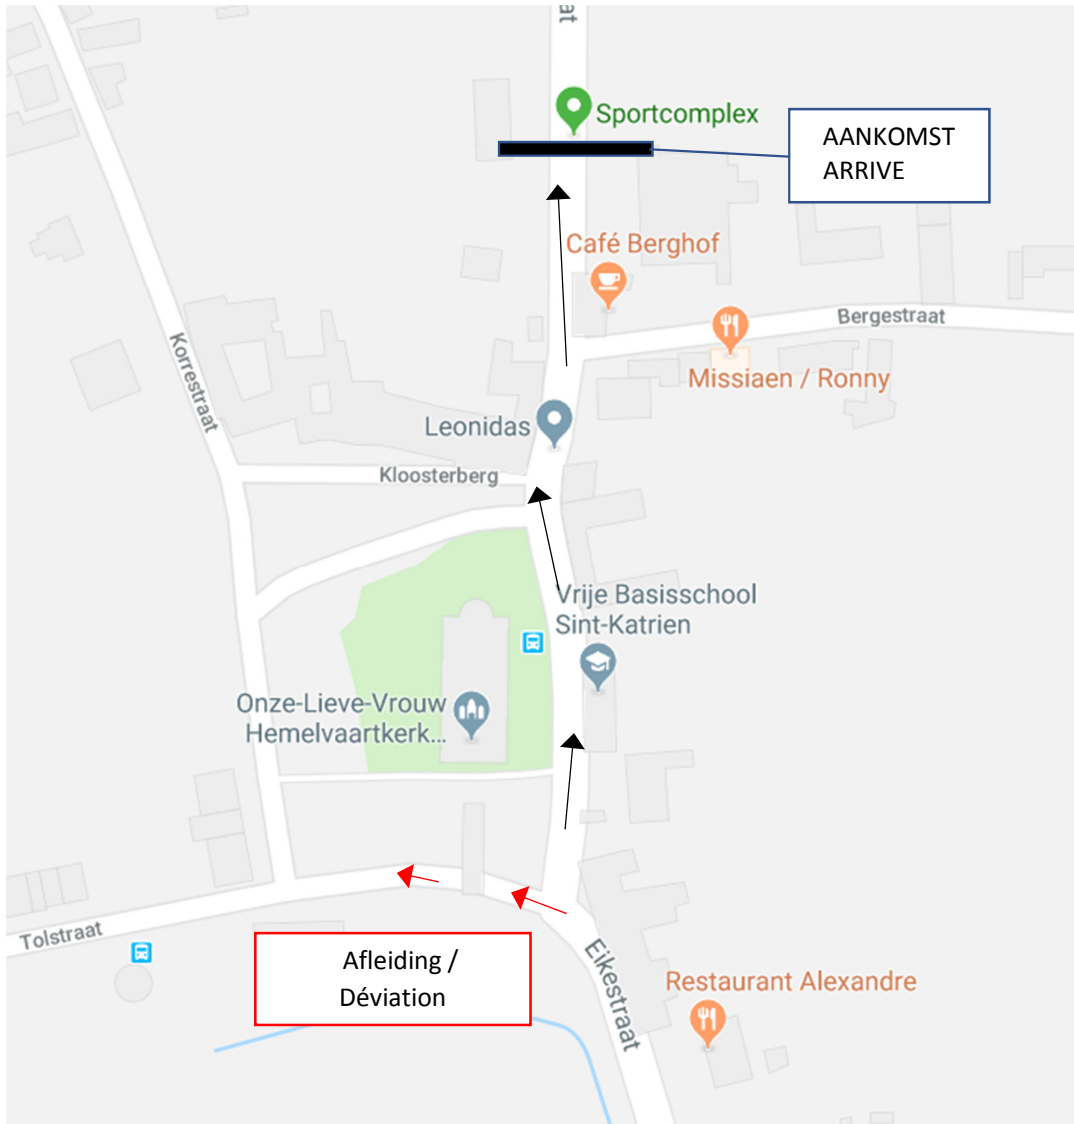 at
Sportcomplex
AANKOMST
ARRIVE
Café Berghof
Bergestraat
Korrestraat
Missiaen / Ronny
Leonidas
Kloosterberg
Vrije Basisschool
Sint-Katrien
Onze-Lieve-Vrouw
Hemelvaartkerk...
Tolstraat
Afleiding /
Déviation
Eikestraat
Restaurant Alexandre